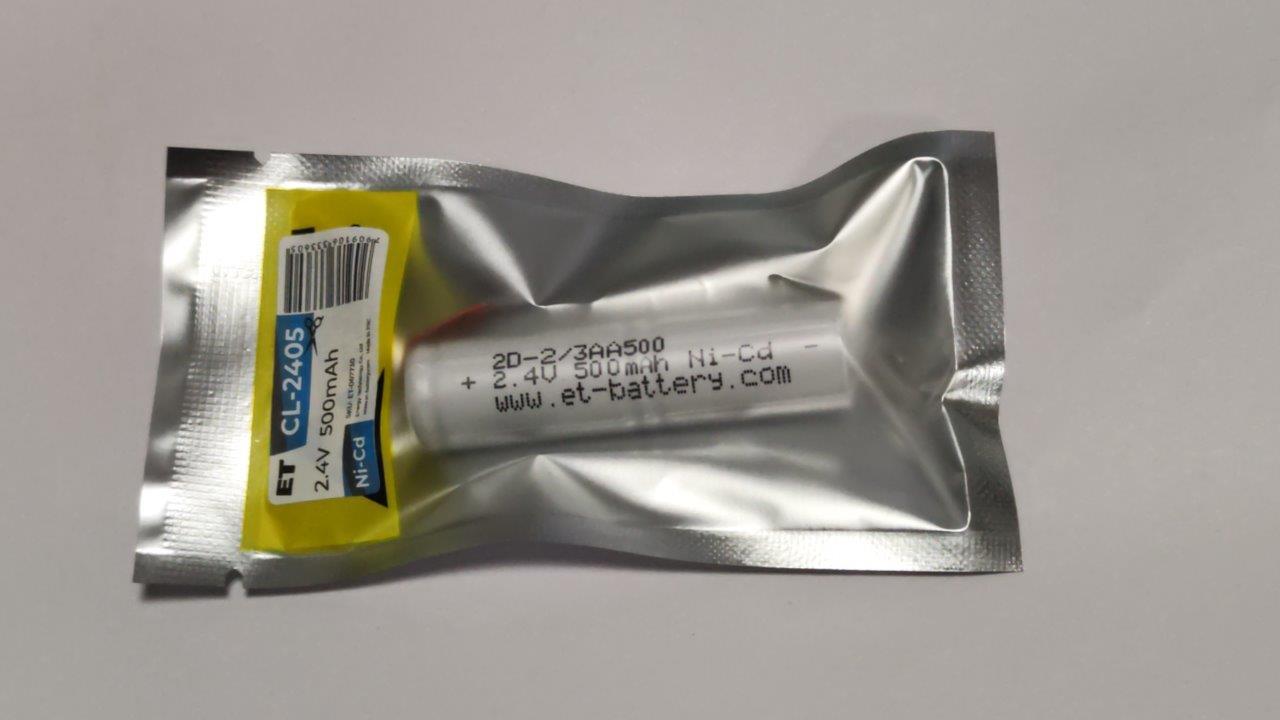 2D-2/3AA500
+ 2.4V 500mAh Ni-Cd -
www.et-battery.com
ET CL-2405
2.4V 500mAh
Ni-Cd